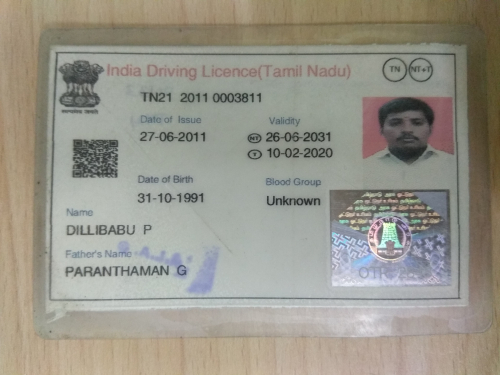 India Driving Licence(Tamil Nadu)
TN
NT+T
TN21 2011 0003811
Date of Issue
Validity
27-06-2011
NT 26-06-2031
T 10-02-2020
Date of Birth
Blood Group
31-10-1991
Unknown
Name
DILLIBABU P
Father's Name
PARANTHAMAN G